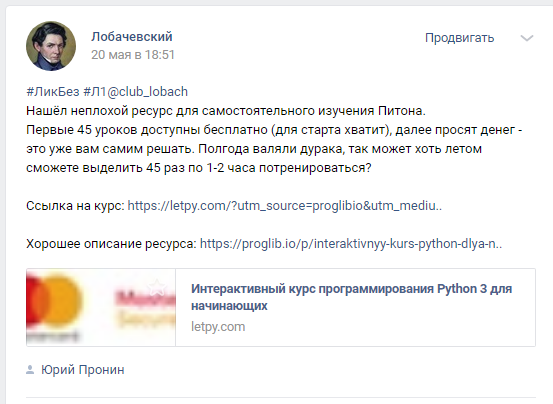 Лобачевский
Продвигать
20 мая в 18:51
#ЛикБез #Л1@club_lobach
Нашёл неплохой ресурс для самостоятельного изучения Питона.
Первые 45 уроков доступны бесплатно (для старта хватит), далее просят денег -
это уже вам самим решать. Полгода валяли дурака, так может хоть летом
сможете выделить 45 раз по 1-2 часа потренироваться?
Ссылка на курс: https://letpy.com/?utm_source=proglibio&utm_mediu..
Хорошее описание ресурса: https://proglib.io/p/interaktivnyy-kurs-python-dlya-n..
Интерактивный курс программирования Python 3 для
начинающих
letpy.com
Юрий Пронин